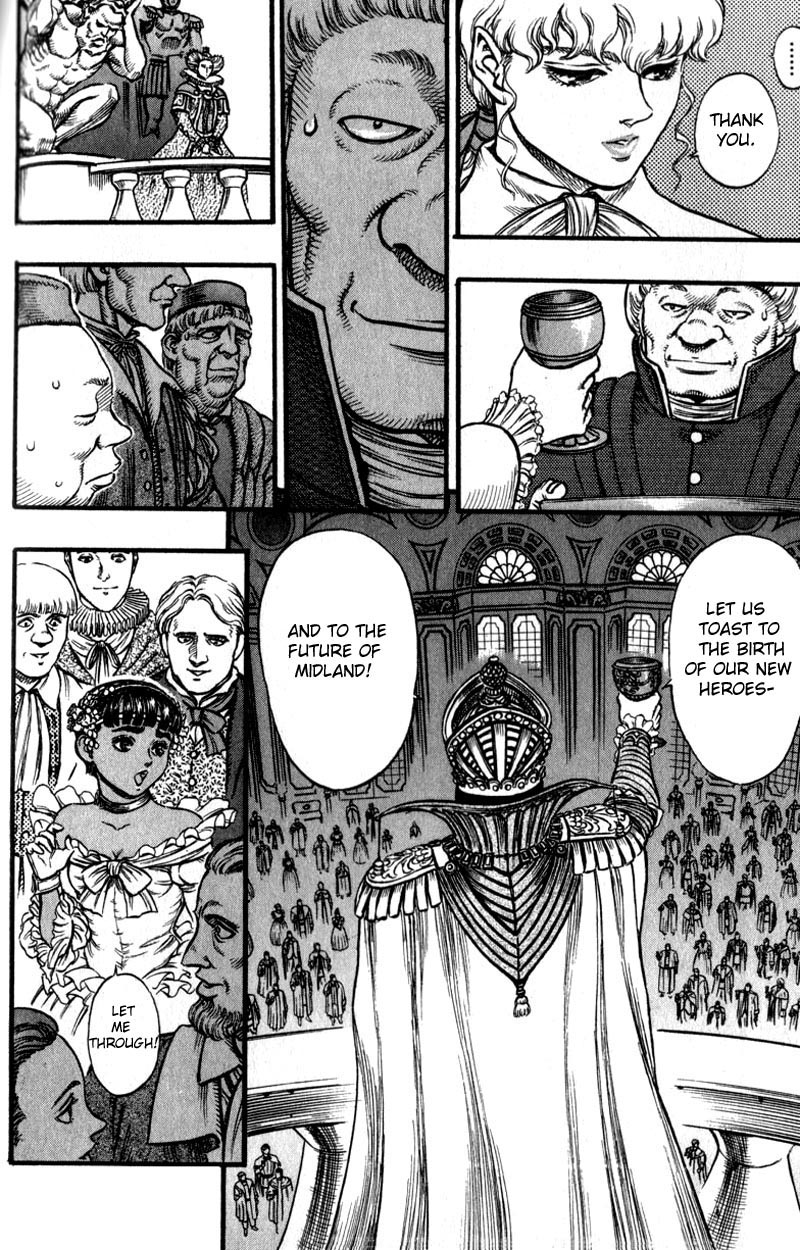 ......
THANK
YOU.
LET US
TOAST TO
THE BIRTH
OF OUR NEW
HEROES-
AND TO THE
FUTURE OF
MIDLAND!
LET
ME
THROUGH!